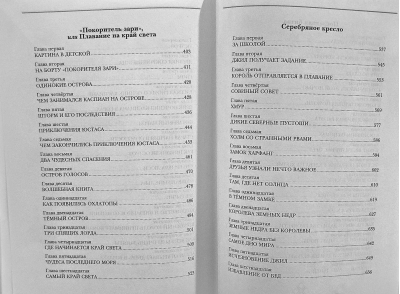 «Покоритель зари»,
или Плавание на край света
Глава первая
КАРТИНА В ДЕТСКОЙ
Глава вторая
НА БОРТУ «ПОКОРИТЕЛЯ ЗАРИ»
Глава третья
ОДИНОКИЕ ОСТРОВА
Глава четвёртая
ЧЕМ ЗАНИМАЛСЯ КАСПИАН НА ОСТРОВЕ
Глава пятая
ШТОРМ И ЕГО ПОСЛЕДСТВИЯ
Глава шестая
ПРИКЛЮЧЕНИЯ ЮСТАСА
Глава седьмая
ЧЕМ ЗАКОНЧИЛИСЬ ПРИКЛЮЧЕНИЯ ЮСТАСА
Глава восьмая
ДВА ЧУДЕСНЫХ СПАСЕНИЯ
Глава девятая
ОСТРОВ ГОЛОСОВ
Глава десятая
ВОЛШЕБНАЯ КНИГА
Глава одиннадцатая
КАК ПОЯВИЛИСЬ ОХЛАТОПЫ
Глава двенадцатая
ТЁМНЫЙ ОСТРОВ
Глава тринадцатая
ТРИ СПЯЩИХ ЛОРДА
Глава четырнадцатая
ГДЕ НАЧИНАЕТСЯ КРАЙ СВЕТА
Глава пятнадцатая
ЧУДЕСА ПОСЛЕДНЕГО МОРЯ
Глава шестнадцатая
САМЫЙ КРАЙ СВЕТА
Серебряное кресло
Глава первая
ЗА ШКОЛОЙ
Глава вторая
ДЖИЛ ПОЛУЧАЕТ ЗАДАНИЕ
Глава третья
КОРОЛЬ ОТПРАВЛЯЕТСЯ В ПЛАВАНИЕ
Глава четвёртая
СОВИНЫЙ СОВЕТ
Глава пятая
ХМУР
Глава шестая
ДИКИЕ СЕВЕРНЫЕ ПУСТОШИ 577
Глава седьмая
ХОЛМ СО СТРАННЫМИ РВАМИ
Глава восьмая
ЗАМОК ХАРФАНГ
Глава девятая
ДРУЗЬЯ УЗНАЛИ НЕЧТО ВАЖНОЕ
Глава десятая
ТАМ, ГДЕ НЕТ СОЛНЦА
Глава одиннадцатая
В ТЁМНОМ ЗАМКЕ
Глава двенадцатая
КОРОЛЕВА ЗЕМНЫХ НЕДР
Глава тринадцатая
ЗЕМНЫЕ НЕДРА БЕЗ КОРОЛЕВЫ
Глава четырнадцатая
САМОЕ ДНО МИРА
Глава пятнадцатая
ИСЧЕЗНОВЕНИЕ ДЖИЛ
Глава шестнадцатая
ИЗБАВЛЕНИЕ ОТ БЕД